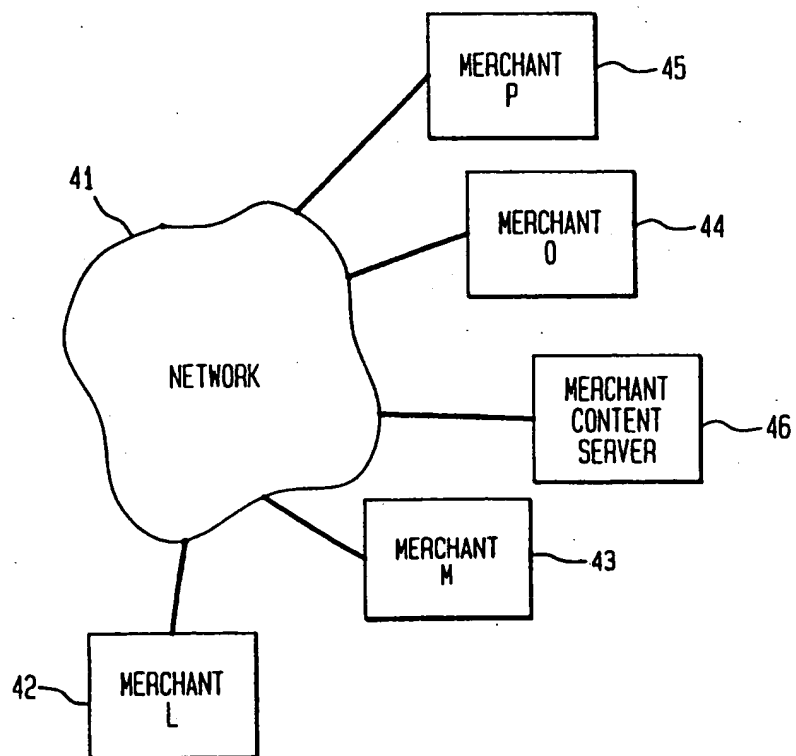 MERCHANT
P
45
41
MERCHANT
O
44
NETWORK
MERCHANT
CONTENT
SERVER
46
MERCHANT
M
43
42
MERCHANT
L